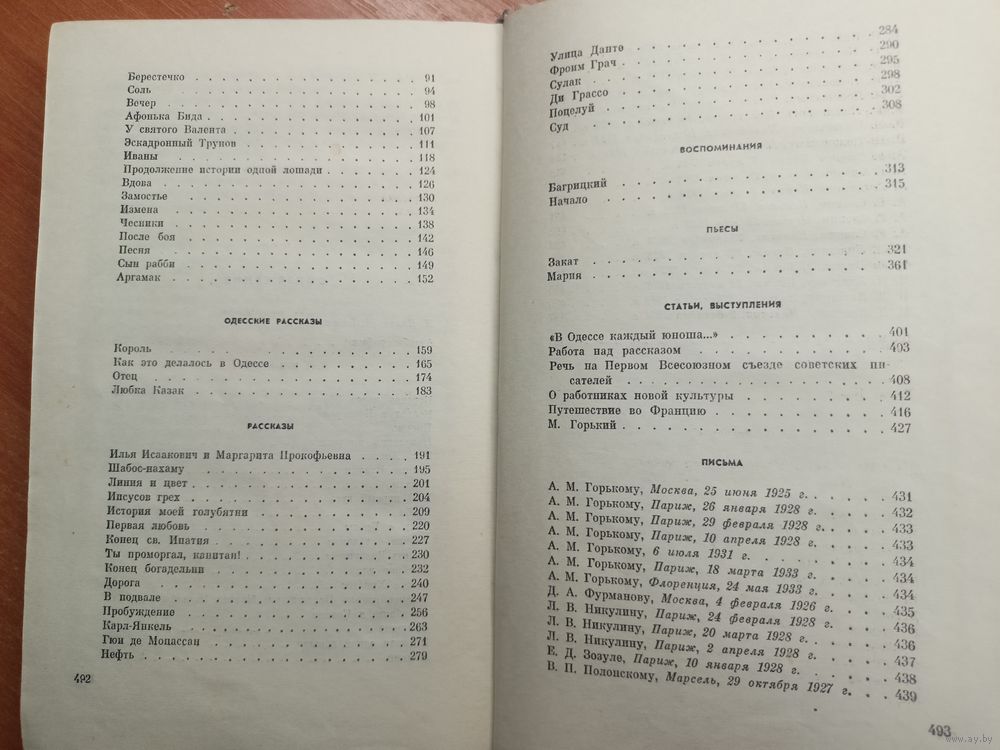 Берестечко . . . 91
Соль . . . 94
Вечер . . . 98
Афонька Бида . . . 101
У святого Валента . . . 107
Эскадронный Трунов . . . 111
Иваны . . . 118
Продолжение истории одной лошади . . . 124
Вдова . . . 126
Замостье . . . 130
Измена . . . 134
Чесники . . . 138
После боя . . . 142
Песня . . . 146
Сын рабби . . . 149
Аргамак . . . 152
ОДЕССКИЕ РАССКАЗЫ
Король . . . 159
Как это делалось в Одессе . . . 165
Отец . . . 174
Любка Казак . . . 183
РАССКАЗЫ
Илья Исаакович и Маргарита Прокофьевна . . . 191
Шабос-нахаму . . . 195
Линия и цвет . . . 201
Иисусов грех . . . 204
История моей голубятни . . . 209
Первая любовь . . . 220
Конец св. Ипатия . . . 227
Ты проморгал, капитан! . . . 230
Конец богадельни . . . 232
Дорога . . . 240
В подвале . . . 247
Пробуждение . . . 256
Карл-Янкель . . . 263
Гюи де Мопассан . . . 271
Нефть . . . 279
492
Улица Данте . . . 284
Фроим Грач . . . 290
Сулак . . . 295
Ди Грассо . . . 298
Поцелуй . . . 302
Суд . . . 308
ВОСПОМИНАНИЯ
Багрицкий . . . 313
Начало . . . 315
ПЬЕСЫ
Закат . . . 321
Мария . . . 361
СТАТЬИ, ВЫСТУПЛЕНИЯ
«В Одессе каждый юноша...» . . . 401
Работа над рассказом . . . 403
Речь на Первом Всесоюзном съезде советских пи-
сателей . . . 408
О работниках новой культуры . . . 412
Путешествие во Францию . . . 416
М. Горький . . . 427
ПИСЬМА
А. М. Горькому, Москва, 25 июня 1925 г. . . . 431
А. М. Горькому, Париж, 26 января 1928 г. . . . 432
А. М. Горькому, Париж, 29 февраля 1928 г. . . . 433
А. М. Горькому, Париж, 10 апреля 1928 г. . . . 433
А. М. Горькому, 6 июля 1931 г. . . . 434
А. М. Горькому, Париж, 18 марта 1933 г. . . . 434
А. М. Горькому, Флоренция, 24 мая 1933 г. . . . 434
Д. А. Фурманову, Москва, 4 февраля 1926 г. . . . 435
Л. В. Никулину, Париж, 24 февраля 1928 г. . . . 436
Л. В. Никулину, Париж, 20 марта 1928 г. . . . 436
Л. В. Никулину, Париж, 2 апреля 1928 г. . . . 437
Е. Д. Зозуле, Париж, 10 января 1928 г. . . . 438
В. П. Полонскому, Марсель, 29 октября 1927 г. . . . 439
493
www.ay.by